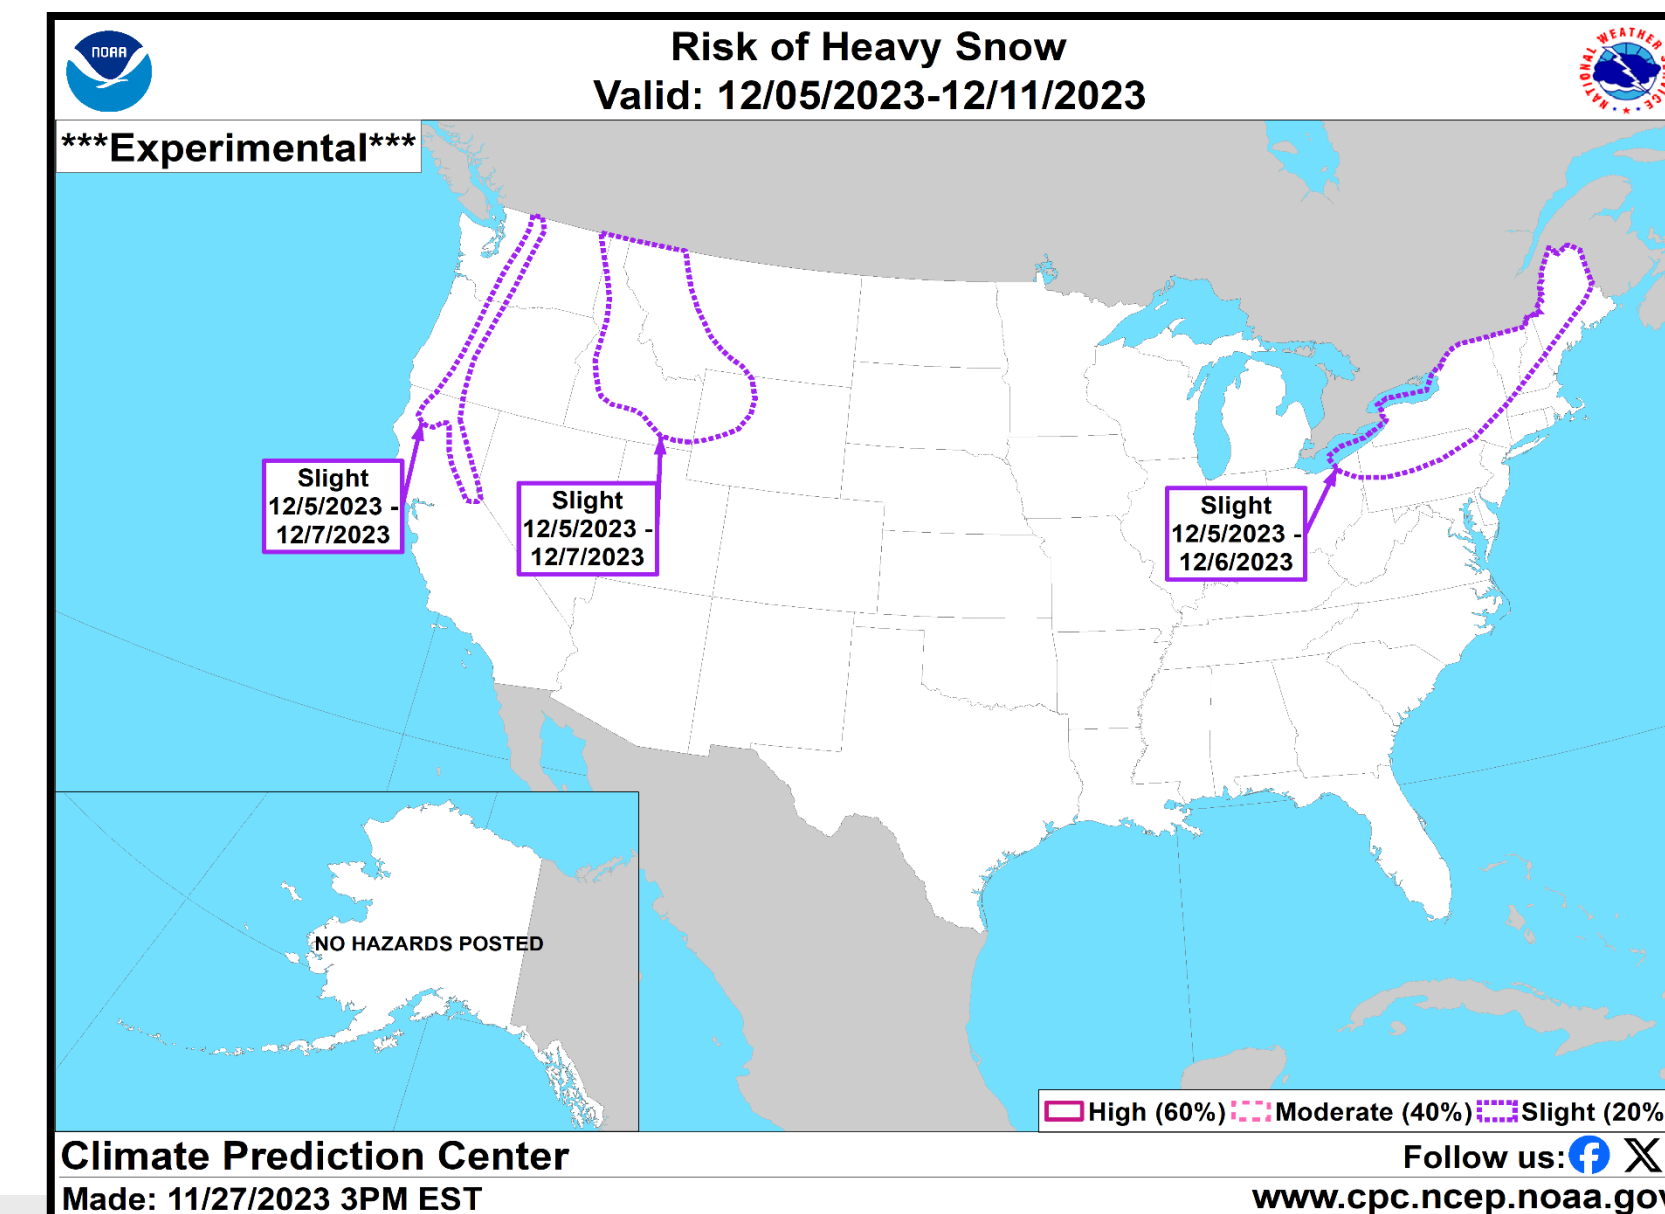 NOAA
Risk of Heavy Snow
Valid: 12/05/2023-12/11/2023
NATIONAL WEATHER SERVICE
***Experimental***
Slight
12/5/2023 -
12/7/2023
Slight
12/5/2023 -
12/7/2023
Slight
12/5/2023 -
12/6/2023
NO HAZARDS POSTED
High (60%) Moderate (40%) Slight (20%
Climate Prediction Center
Follow us:
Made: 11/27/2023 3PM EST
www.cpc.ncep.noaa.gov